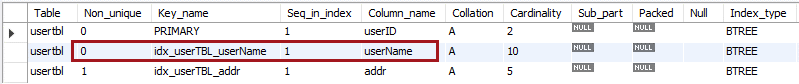 Table Non_unique Key_name Seq_in_index Column_name Collation Cardinality Sub_part Packed Null Index_type
usertbl 0 PRIMARY 1 userID A 2 NULL NULL BTREE
usertbl 0 idx_userTBL_userName 1 userName A 10 NULL NULL BTREE
usertbl 1 idx_userTBL_addr 1 addr A 5 NULL NULL BTREE